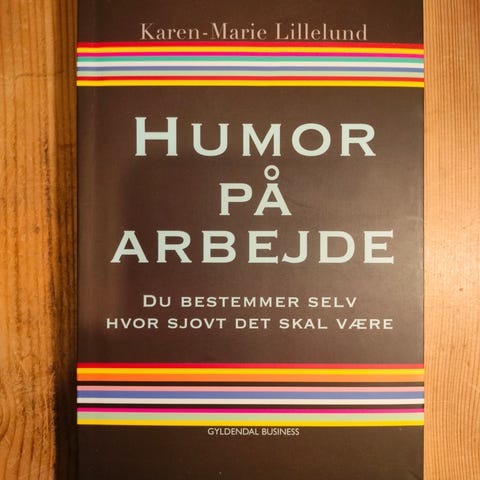 Karen-Marie Lillelund
HUMOR
PÅ
ARBEJDE
DU BESTEMMER SELV
HVOR SJOVT DET SKAL VÆRE
GYLDENDAL BUSINESS